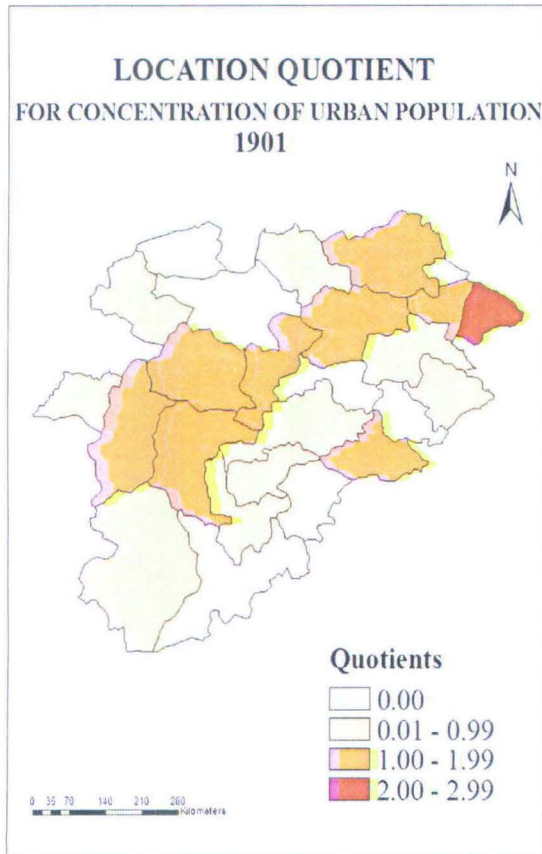 LOCATION QUOTIENT
FOR CONCENTRATION OF URBAN POPULATION
1901
N
Quotients
0.00
0.01 - 0.99
1.00 - 1.99
2.00 - 2.99
0 35 70 140 210 280
Kilometers